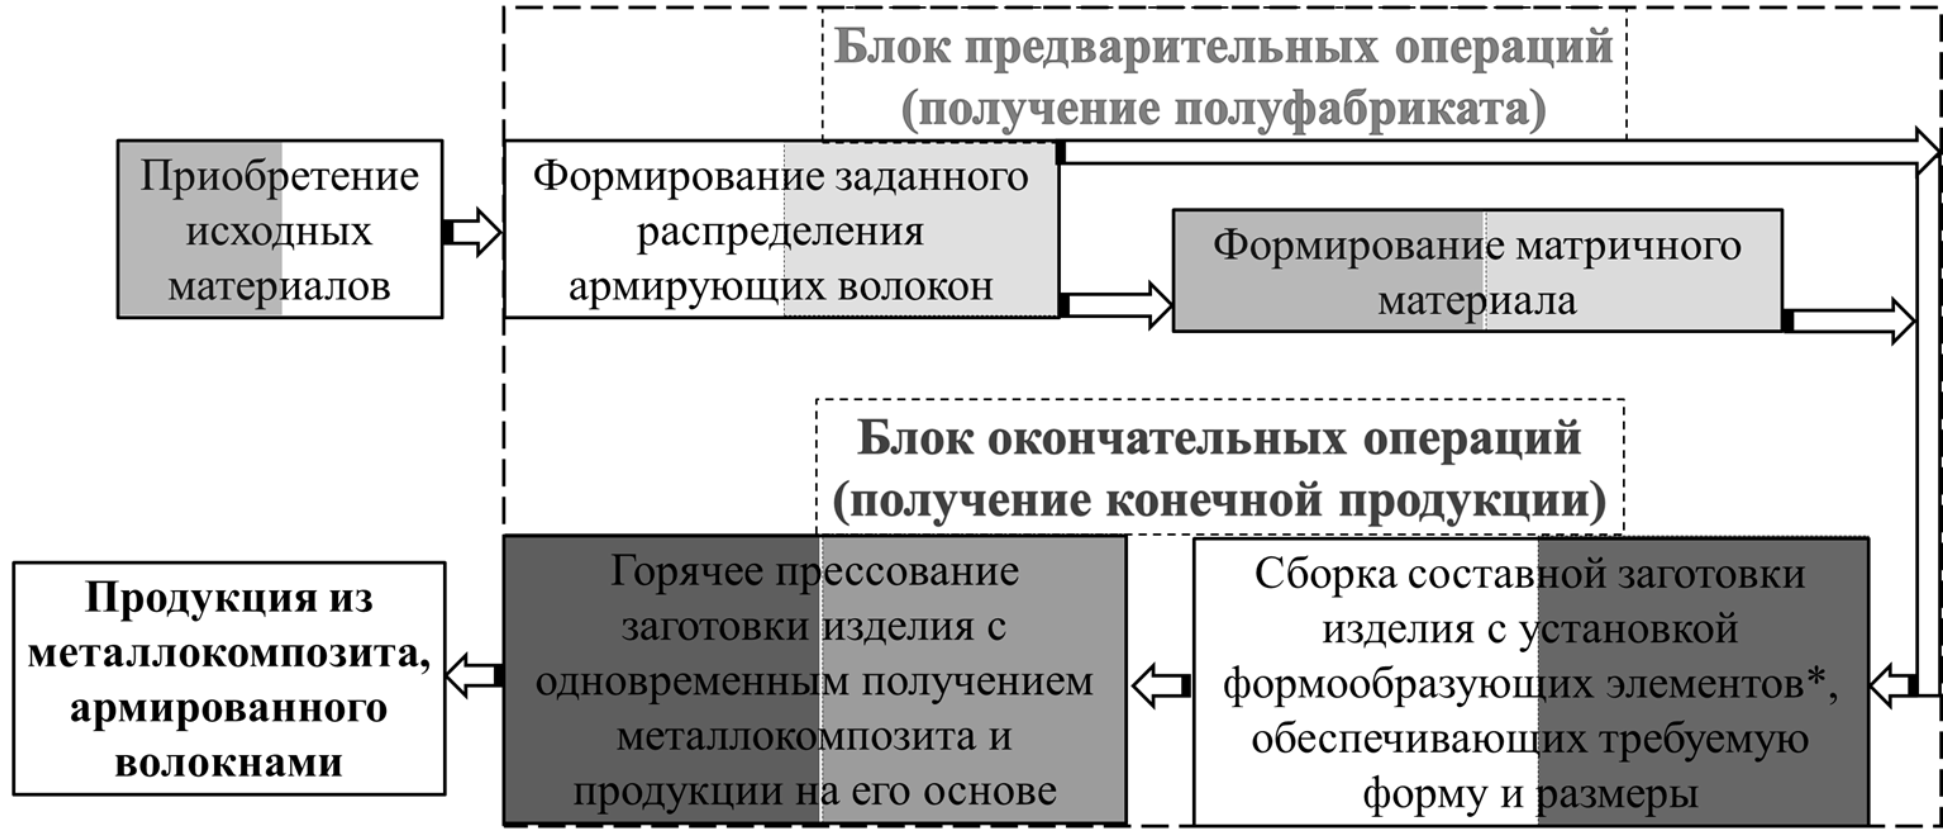 Блок предварительных операций
(получение полуфабриката)
Приобретение
исходных
материалов
Формирование заданного
распределения
армирующих волокон
Формирование матричного
материала
Блок окончательных операций
(получение конечной продукции)
Сборка составной заготовки
изделия с установкой
формообразующих элементов*,
обеспечивающих требуемую
форму и размеры
Горячее прессование
заготовки изделия с
одновременным получением
металлокомпозита и
продукции на его основе
Продукция из
металлокомпозита,
армированного
волокнами